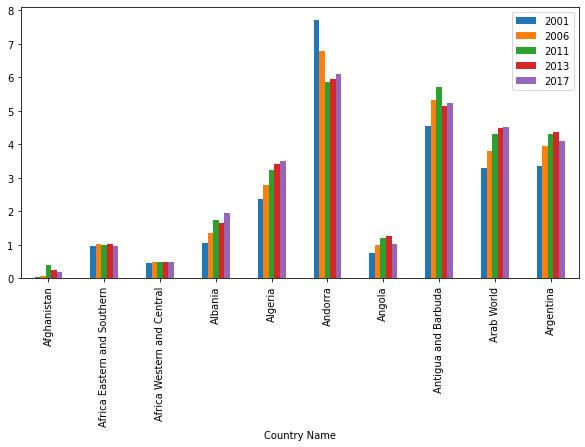 8
7
6
5
4
3
2
1
0
2001
2006
2011
2013
2017
Afghanistan
Africa Eastern and Southern
Africa Western and Central
Albania
Algeria
Andorra
Angola
Antigua and Barbuda
Arab World
Argentina
Country Name